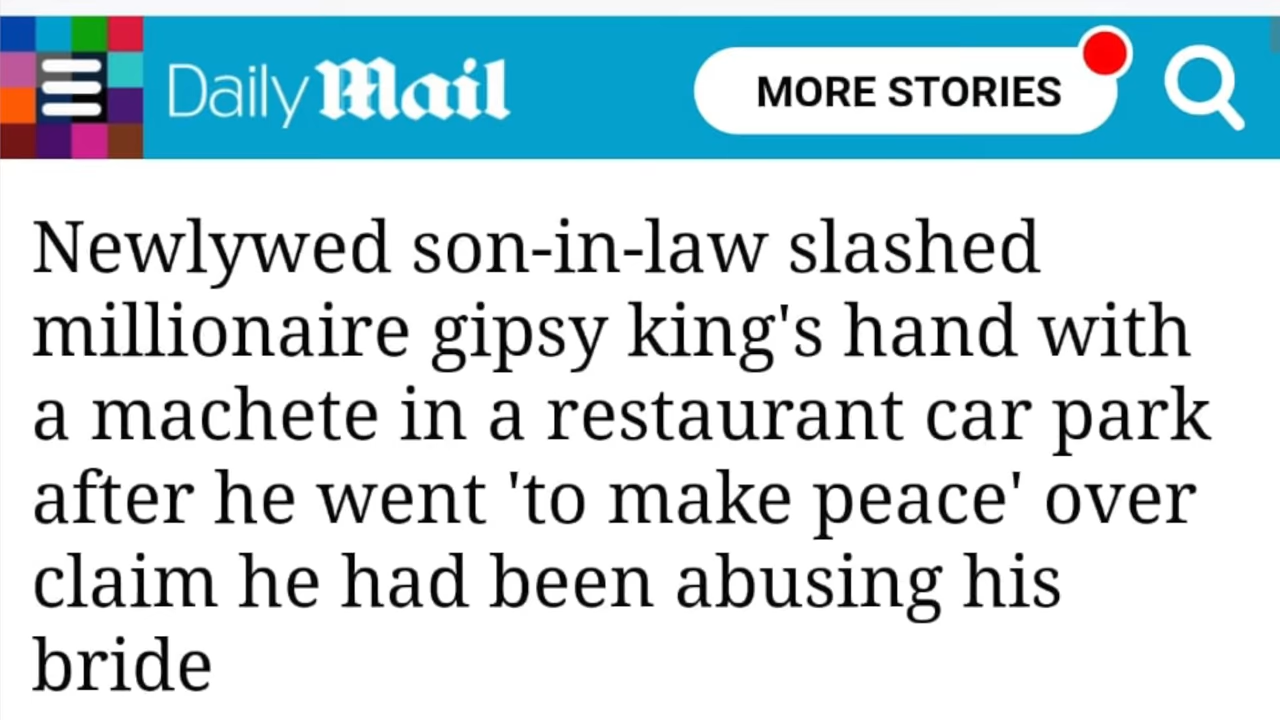 Daily Mail MORE STORIES
Newlywed son-in-law slashed
millionaire gipsy king's hand with
a machete in a restaurant car park
after he went 'to make peace' over
claim he had been abusing his
bride